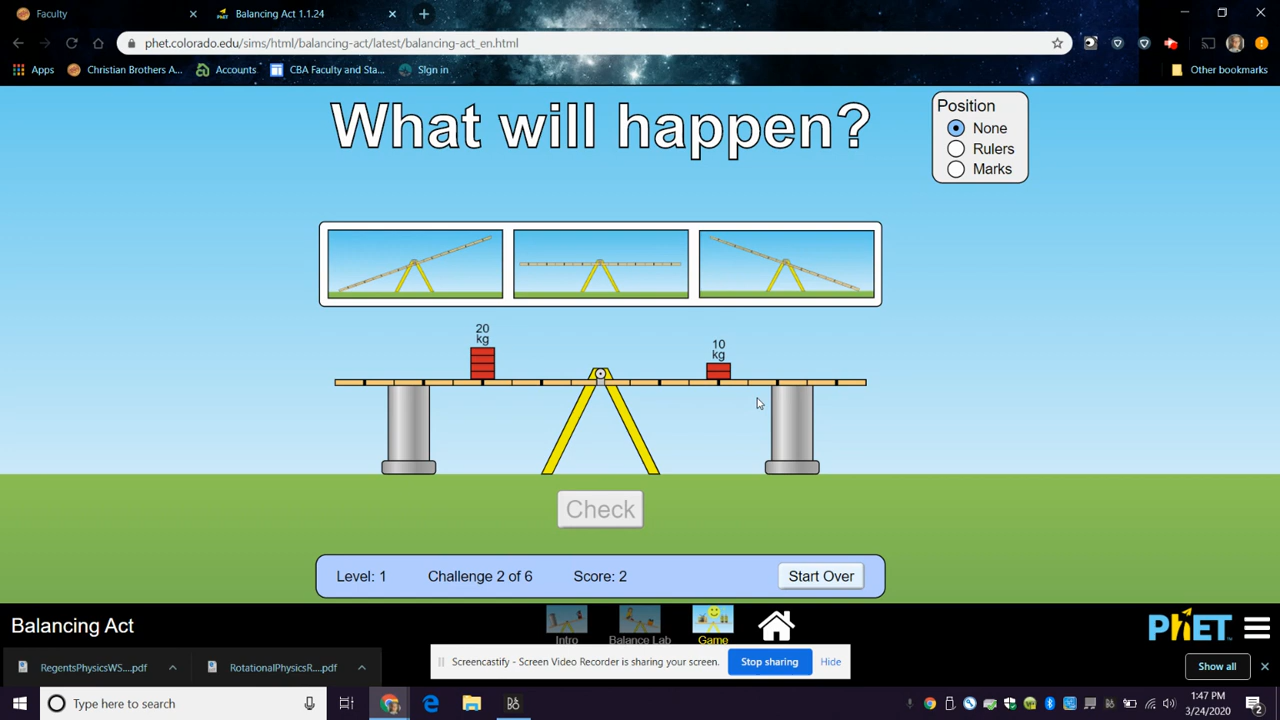 Faculty
Balancing Act 1.1.24
phet.colorado.edu/sims/html/balancing-act/latest/balancing-act_en.html
Apps
Christian Brothers A...
Accounts
CBA Faculty and Sta...
Sign in
Other bookmarks
What will happen?
Position
None
Rulers
Marks
20
kg
10
kg
Check
Level: 1
Challenge 2 of 6
Score: 2
Start Over
Balancing Act
Intro
Balance Lab
Game
PhET
RegentsPhysicsWS....pdf
RotationalPhysicsR....pdf
Screencastify - Screen Video Recorder is sharing your screen.
Stop sharing
Hide
Show all
Type here to search
1:47 PM
3/24/2020
2